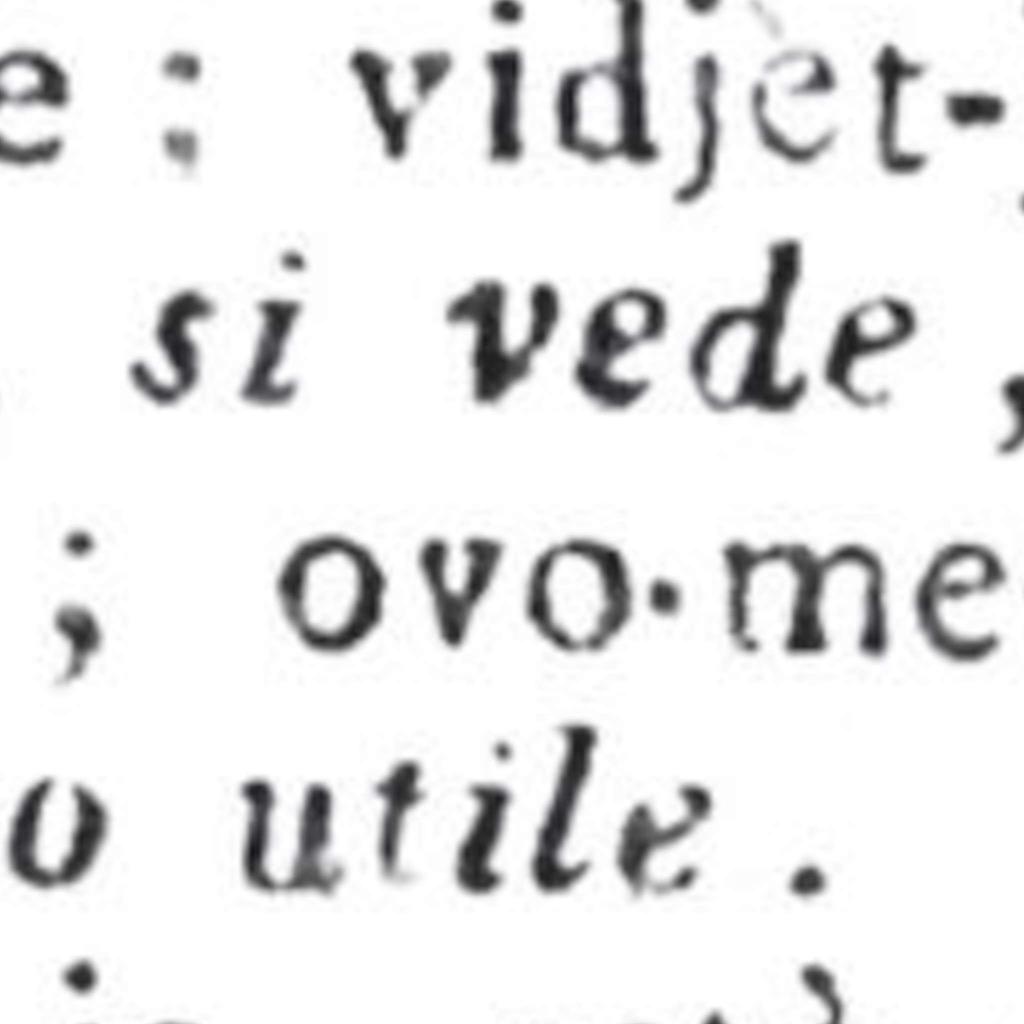 e : vidjet-
si vede,
; ovo·me
o utile.